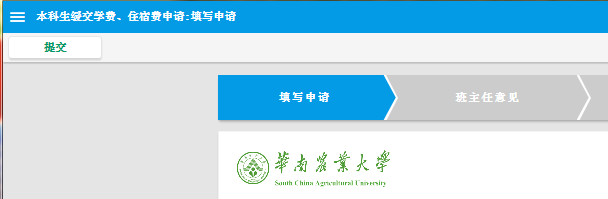 本科生缓交学费、住宿费申请:填写申请
提交
填写申请
班主任意见
華南農業大學
South China Agricultural University